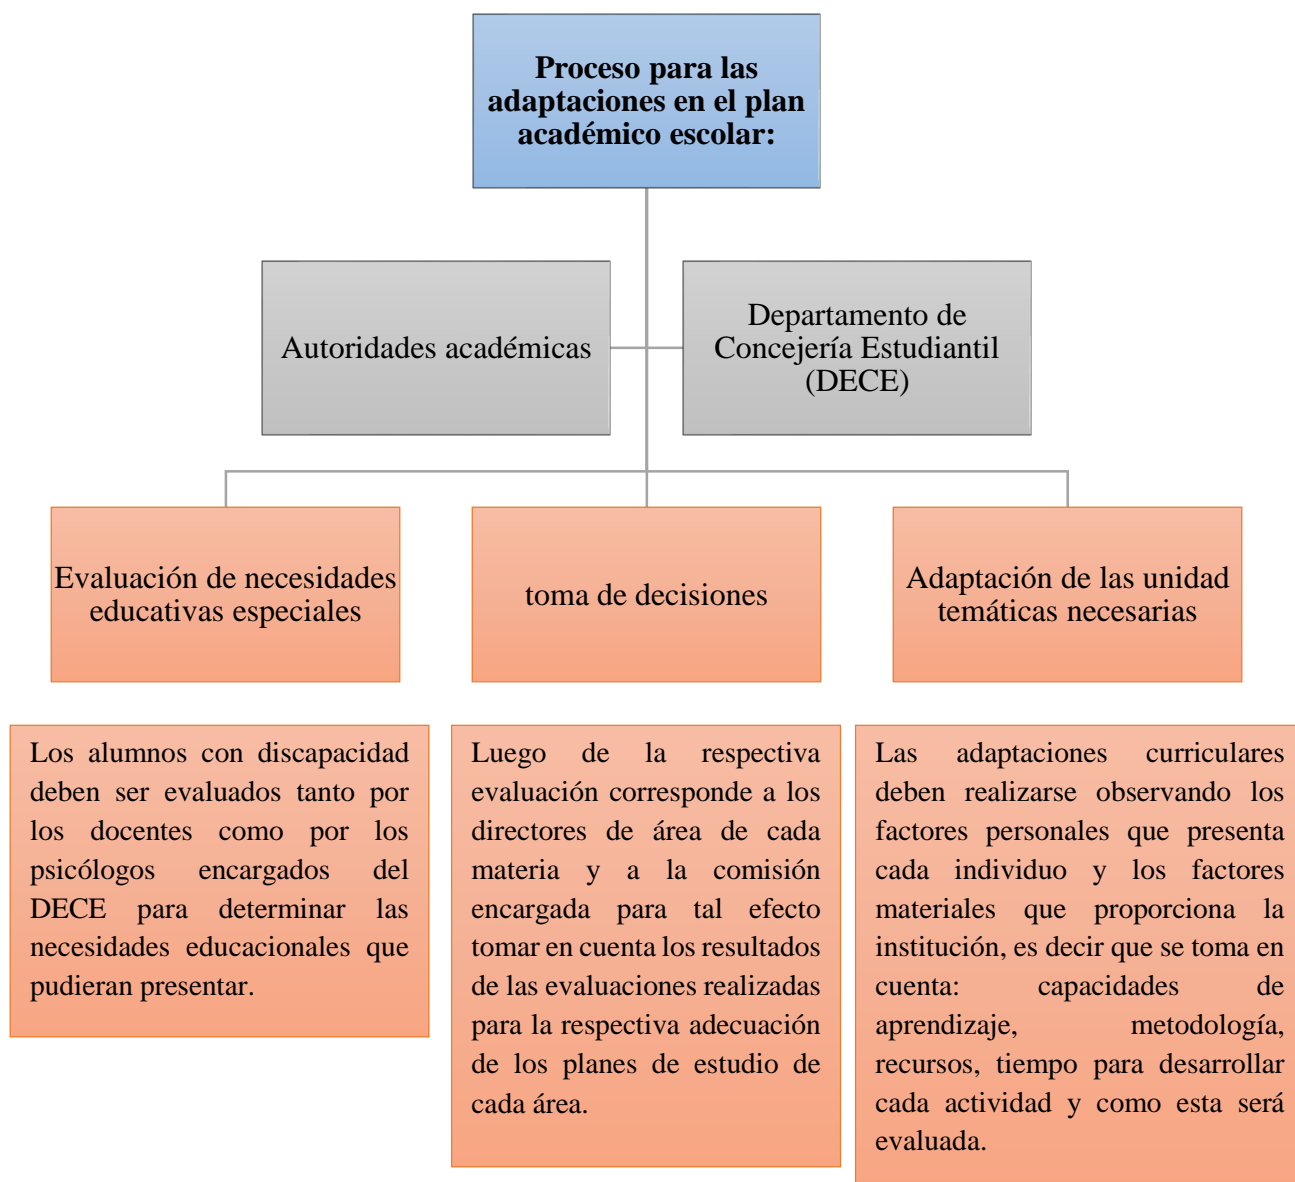 Proceso para las
adaptaciones en el plan
académico escolar:
Autoridades académicas
Departamento de
Concejería Estudiantil
(DECE)
Evaluación de necesidades
educativas especiales
toma de decisiones
Adaptación de las unidad
temáticas necesarias
Los alumnos con discapacidad
deben ser evaluados tanto por
los docentes como por los
psicólogos encargados del
DECE para determinar las
necesidades educacionales que
pudieran presentar.
Luego de la respectiva
evaluación corresponde a los
directores de área de cada
materia y a la comisión
encargada para tal efecto
tomar en cuenta los resultados
de las evaluaciones realizadas
para la respectiva adecuación
de los planes de estudio de
cada área.
Las adaptaciones curriculares
deben realizarse observando los
factores personales que presenta
cada individuo y los factores
materiales que proporciona la
institución, es decir que se toma en
cuenta: capacidades de
aprendizaje, metodología,
recursos, tiempo para desarrollar
cada actividad y como esta será
evaluada.